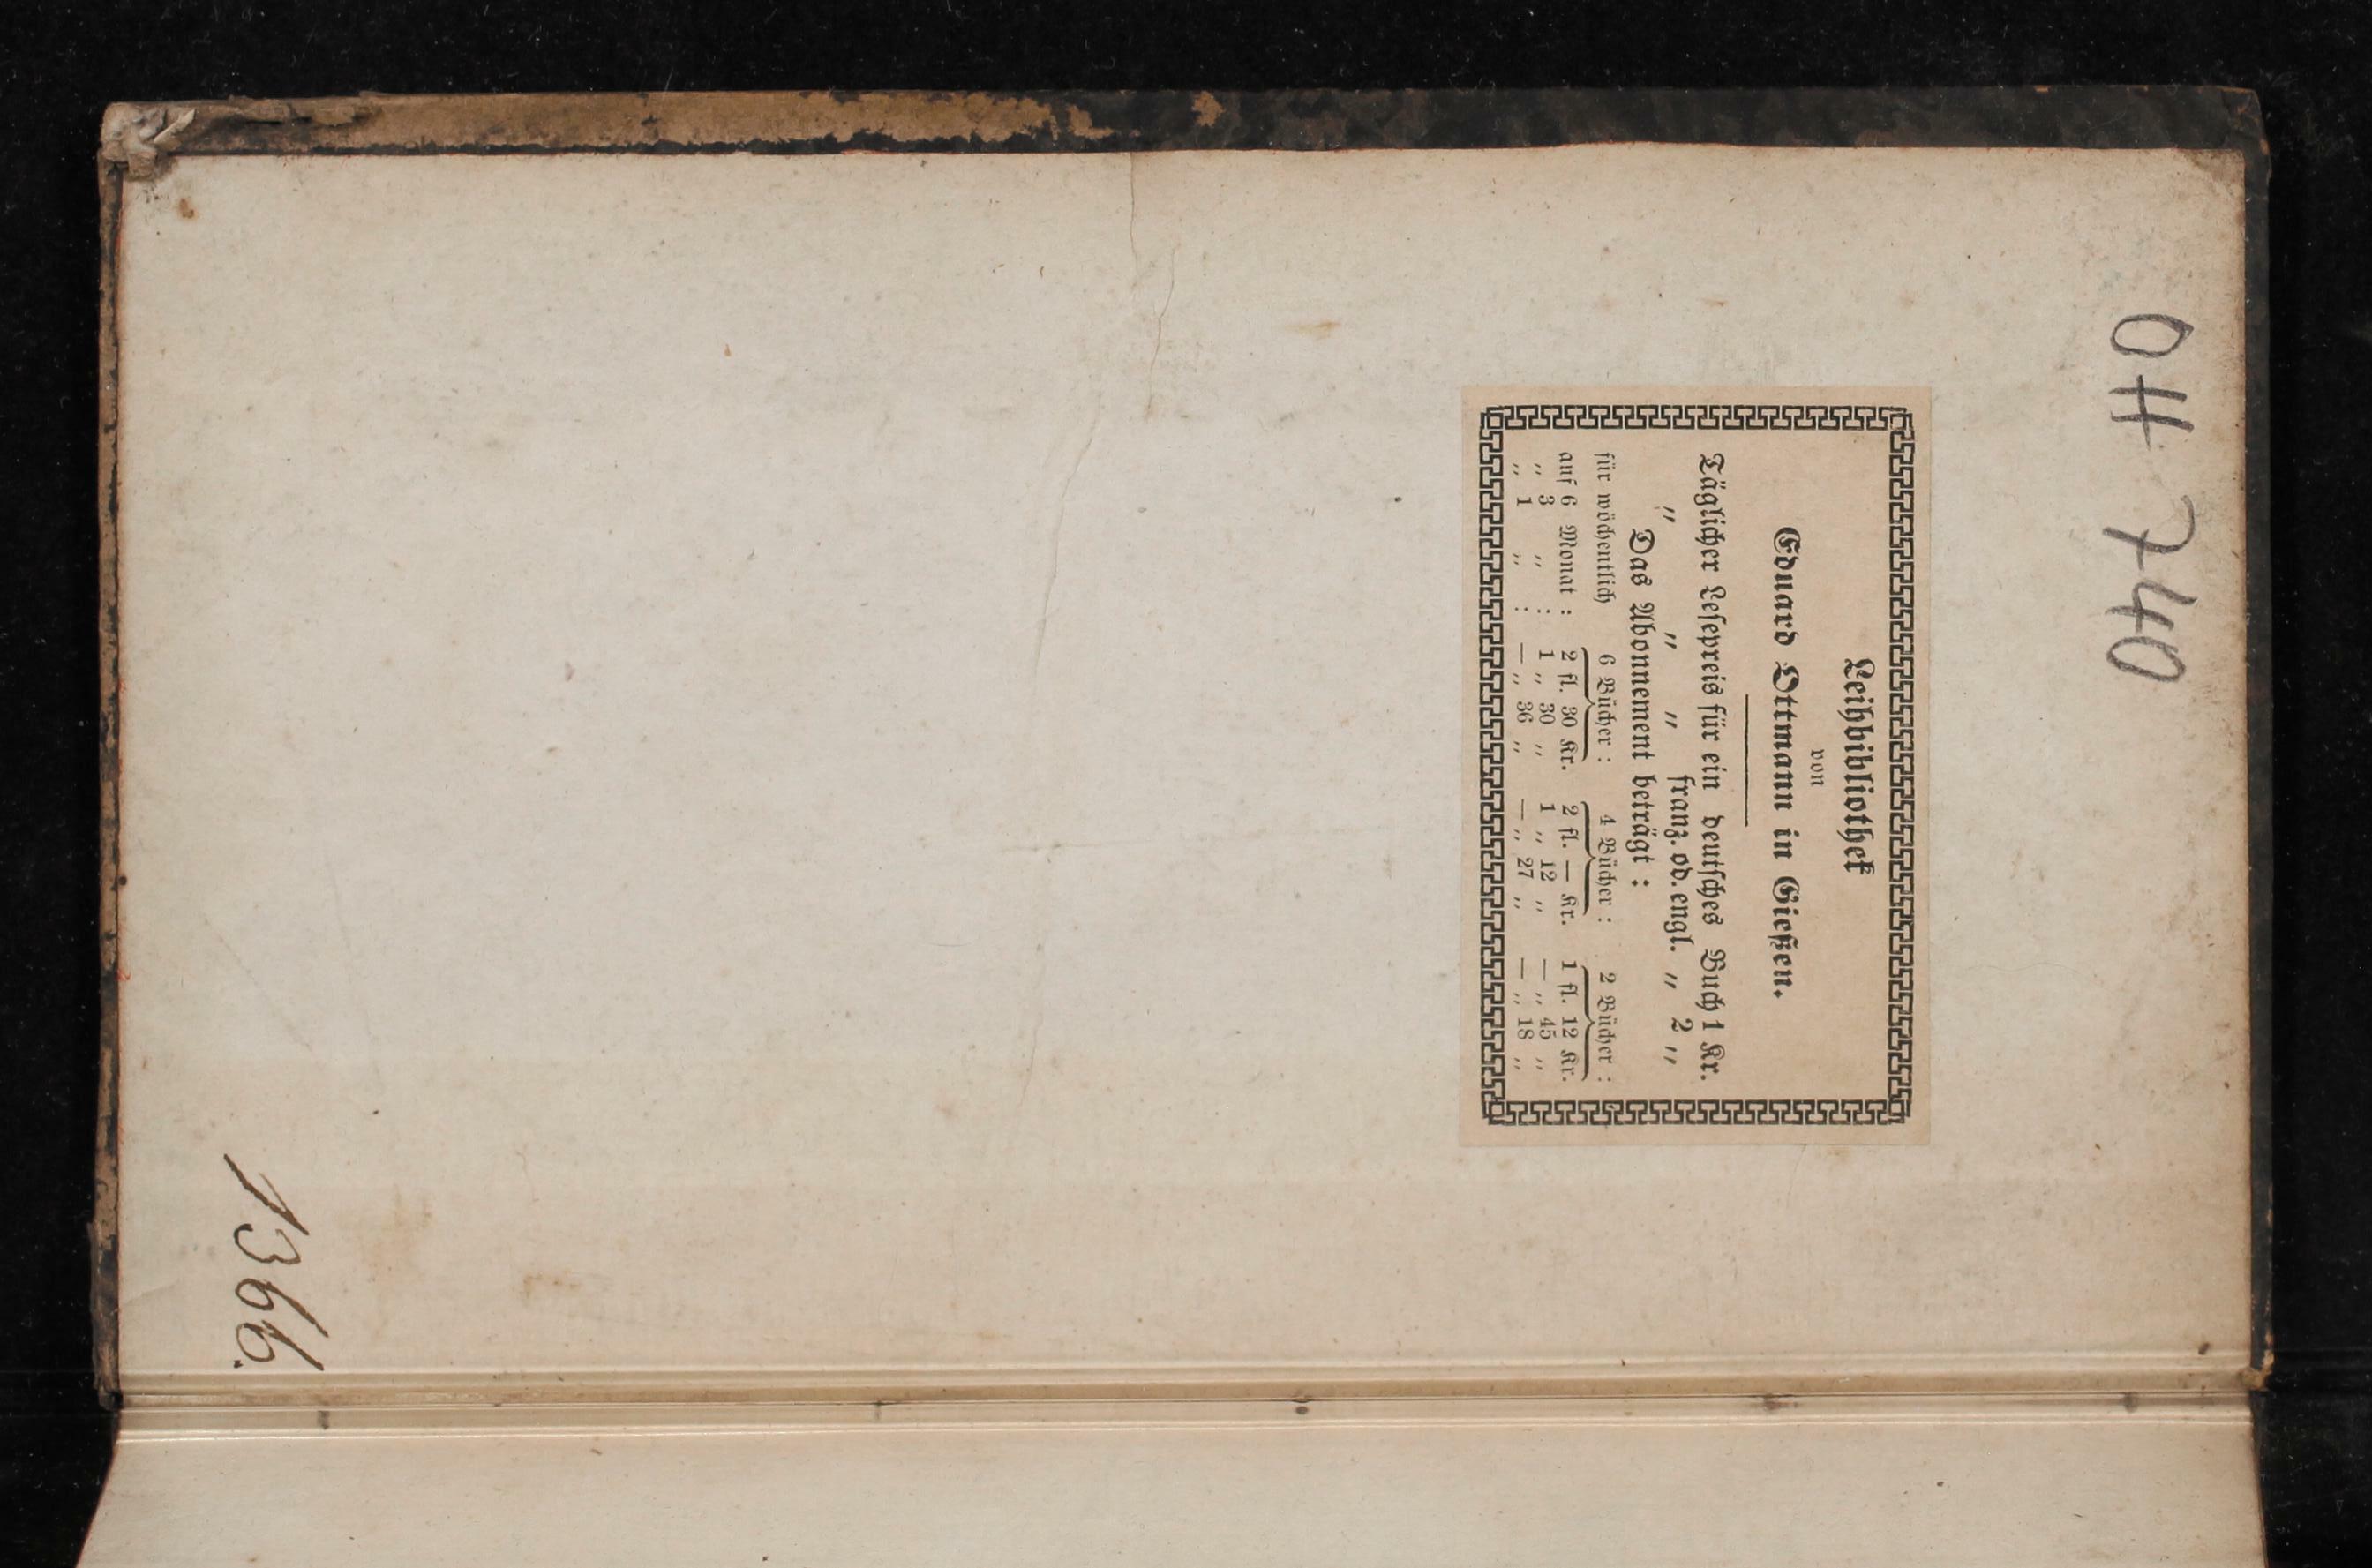 OH 740
Leihbibliothek
von
Eduard Ottmann in Gießen.
Täglicher Lesepreis für ein deutsches Buch 1 Kr.
„ „ „ franz. od. engl. „ 2 „
Das Abonnement beträgt :
für wöchentlich 6 Bücher : 4 Bücher : 2 Bücher :
auf 6 Monat : 2 fl. 30 Kr. 2 fl. — Kr. 1 fl. 12 Kr.
„ 3 „ : 1 „ 30 „ 1 „ 12 „ — „ 45 „
„ 1 „ : — „ 36 „ — „ 27 „ — „ 18 „
1366.